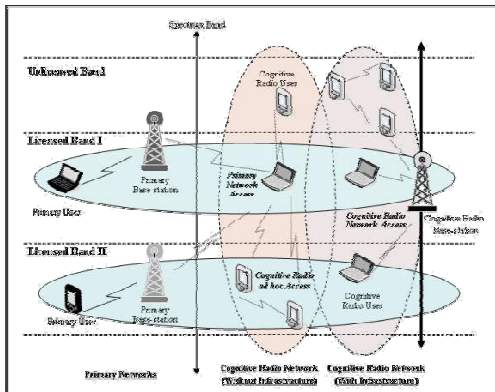 Spectrum Band
Unlicensed Band
Cognitive
Radio User
Licensed Band I
Primary
Network
Access
Primary
Base-station
Primary User
Cognitive Radio
Network Access
Cognitive Radio
Base-station
Licensed Band II
Cognitive Radio
ad hoc Access
Primary
Base-station
Cognitive
Radio Users
Primary User
Primary Networks
Cognitive Radio Network
(Without Infrastructure)
Cognitive Radio Network
(With Infrastructure)